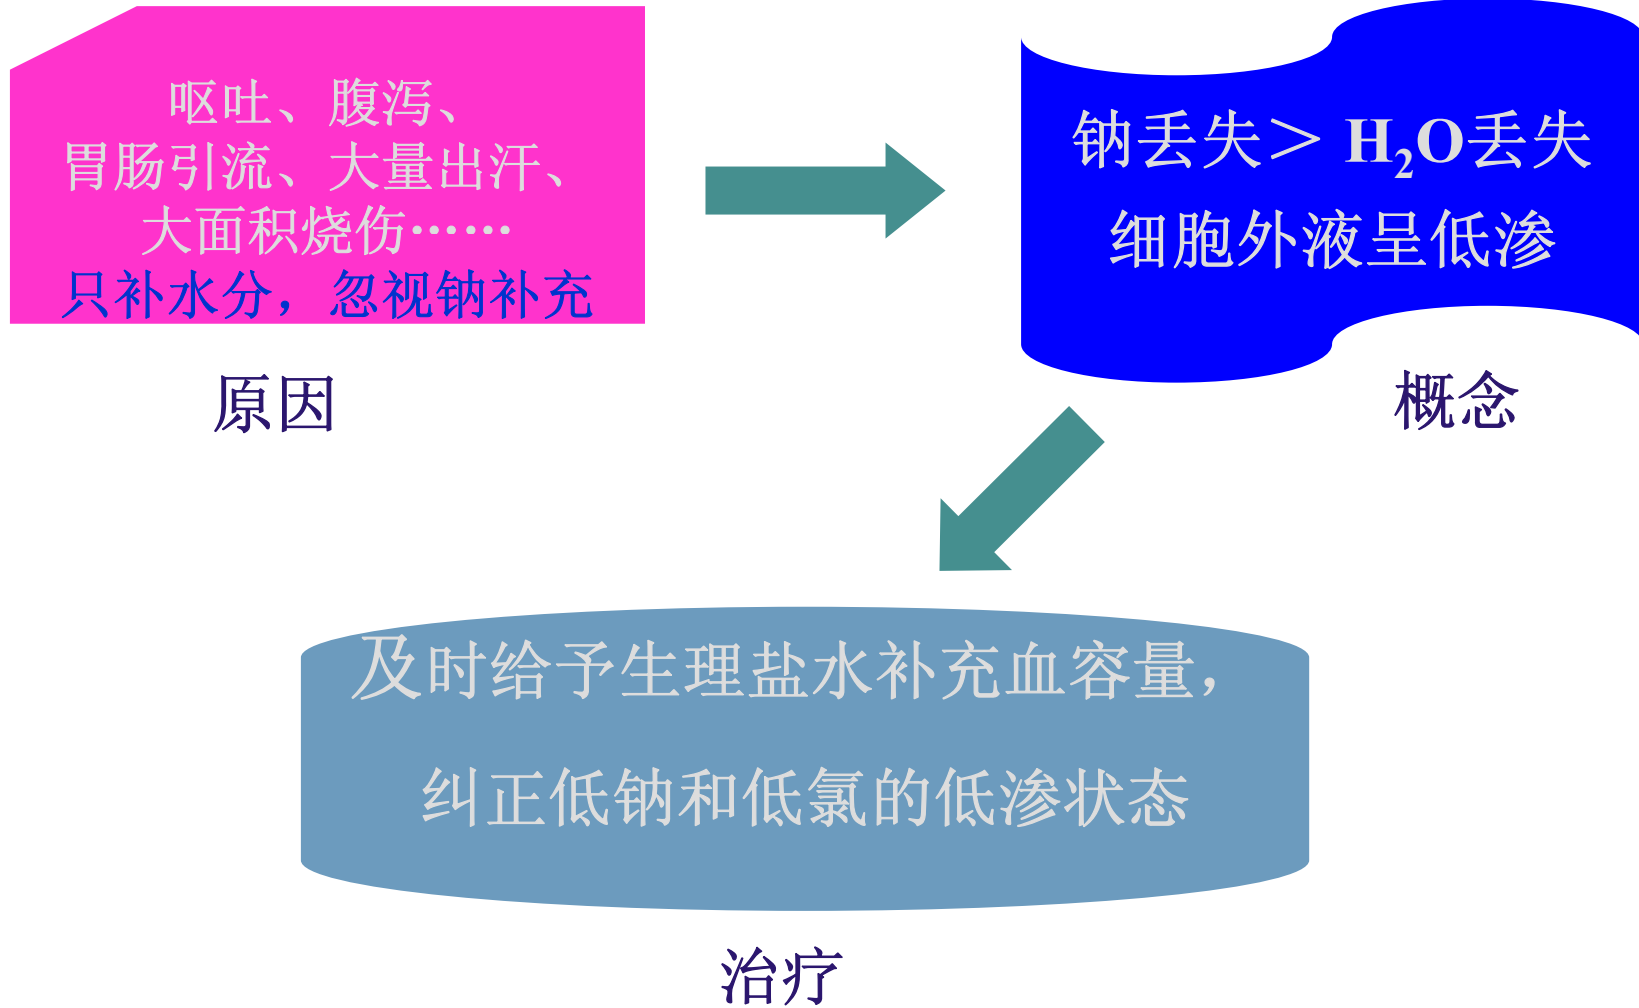 呕吐、腹泻、
胃肠引流、大量出汗、
大面积烧伤……
只补水分，忽视钠补充
原因
钠丢失＞ H₂O丢失
细胞外液呈低渗
概念
及时给予生理盐水补充血容量，
纠正低钠和低氯的低渗状态
治疗